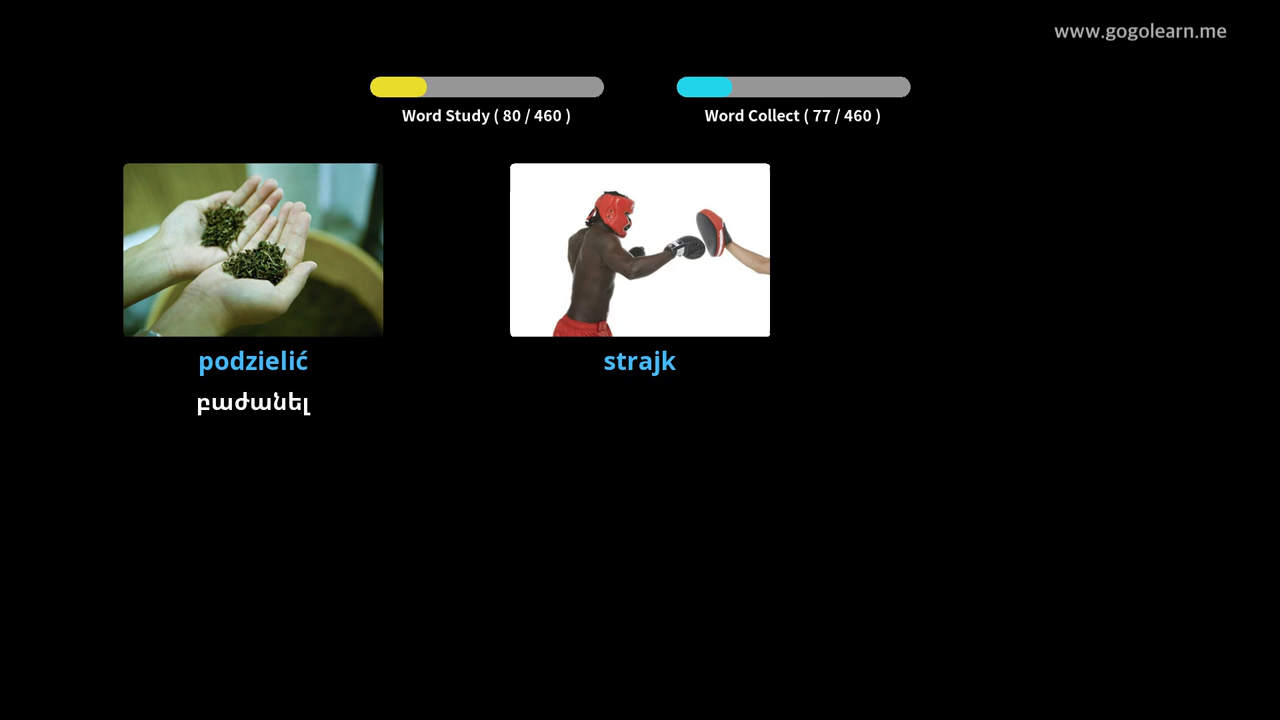 www.gogolearn.me
Word Study ( 80 / 460 )
Word Collect ( 77 / 460 )
podzielić
strajk
բաժանել